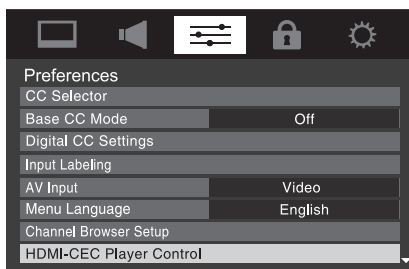 Preferences
CC Selector
Base CC Mode Off
Digital CC Settings
Input Labeling
AV Input Video
Menu Language English
Channel Browser Setup
HDMI-CEC Player Control